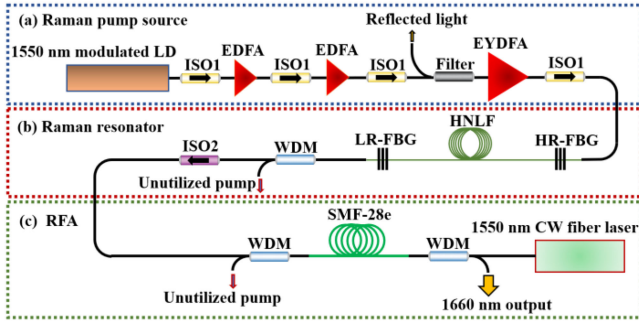 (a) Raman pump source
Reflected light
1550 nm modulated LD
ISO1
EDFA
ISO1
EDFA
ISO1
Filter
EYDFA
ISO1
(b) Raman resonator
ISO2
WDM
LR-FBG
HNLF
HR-FBG
Unutilized pump
(c) RFA
WDM
SMF-28e
WDM
1550 nm CW fiber laser
Unutilized pump
1660 nm output